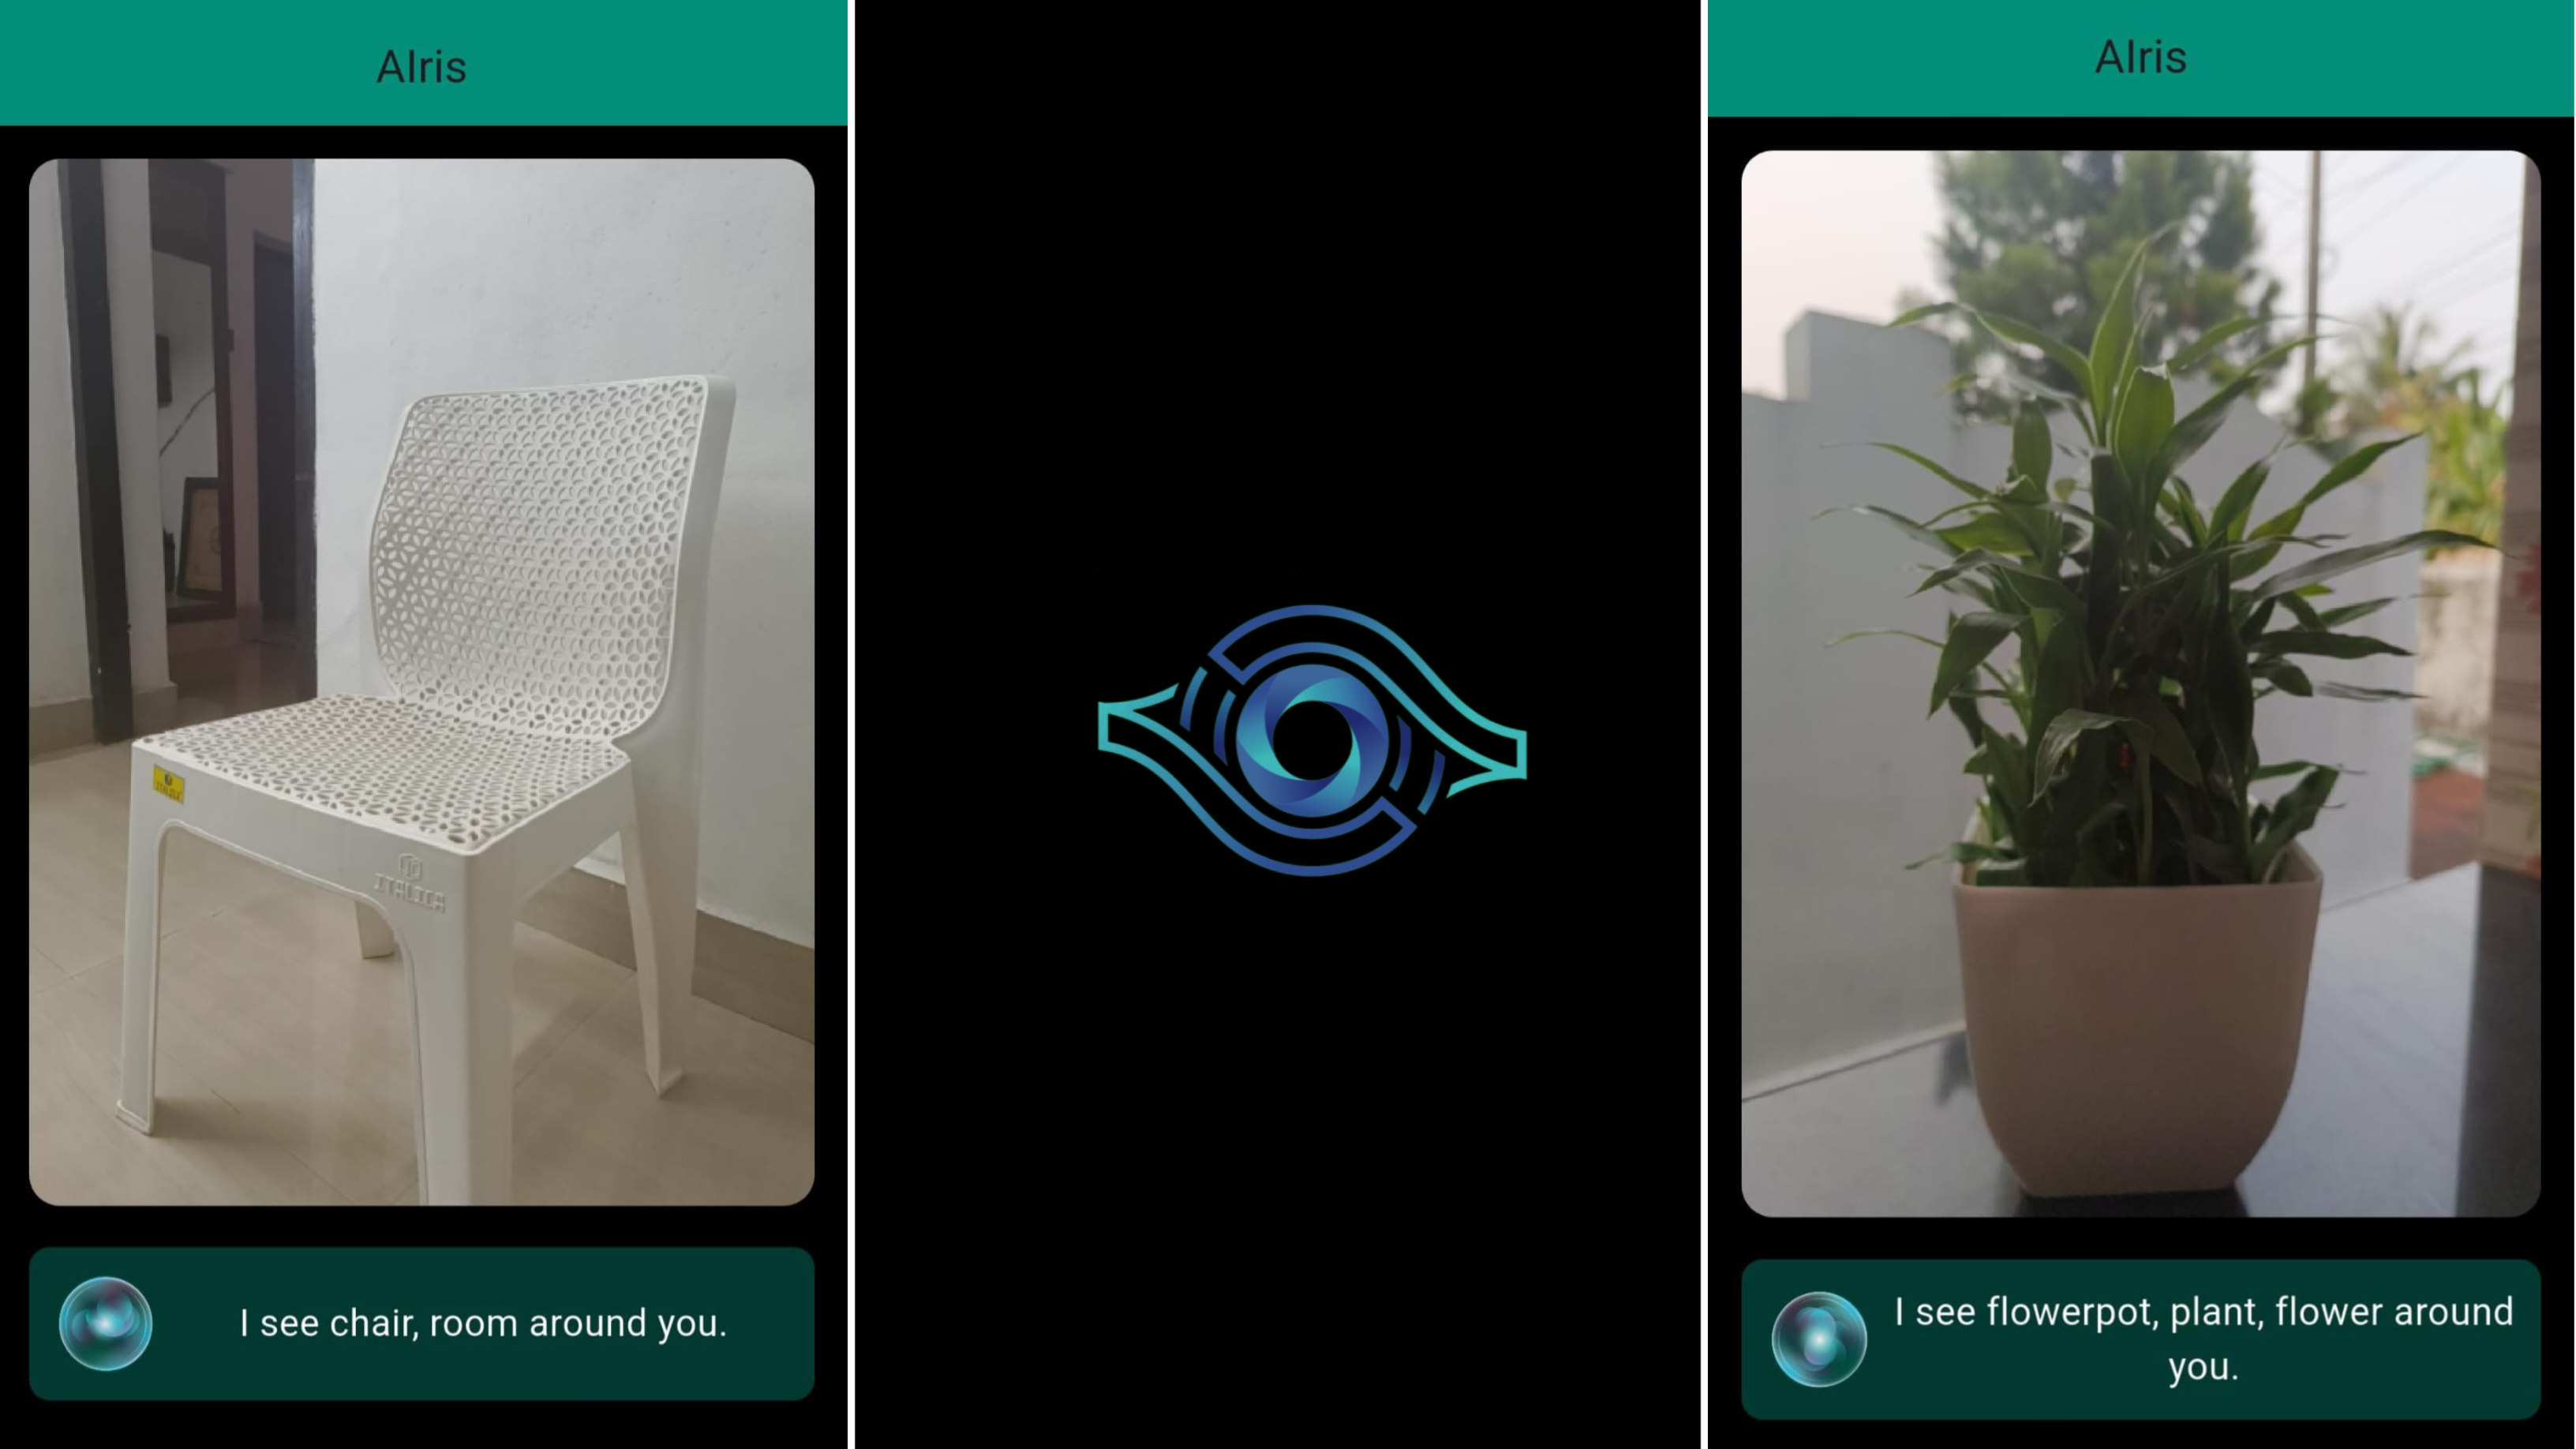 AIris
ITALICA
I see chair, room around you.
AIris
I see flowerpot, plant, flower around
you.